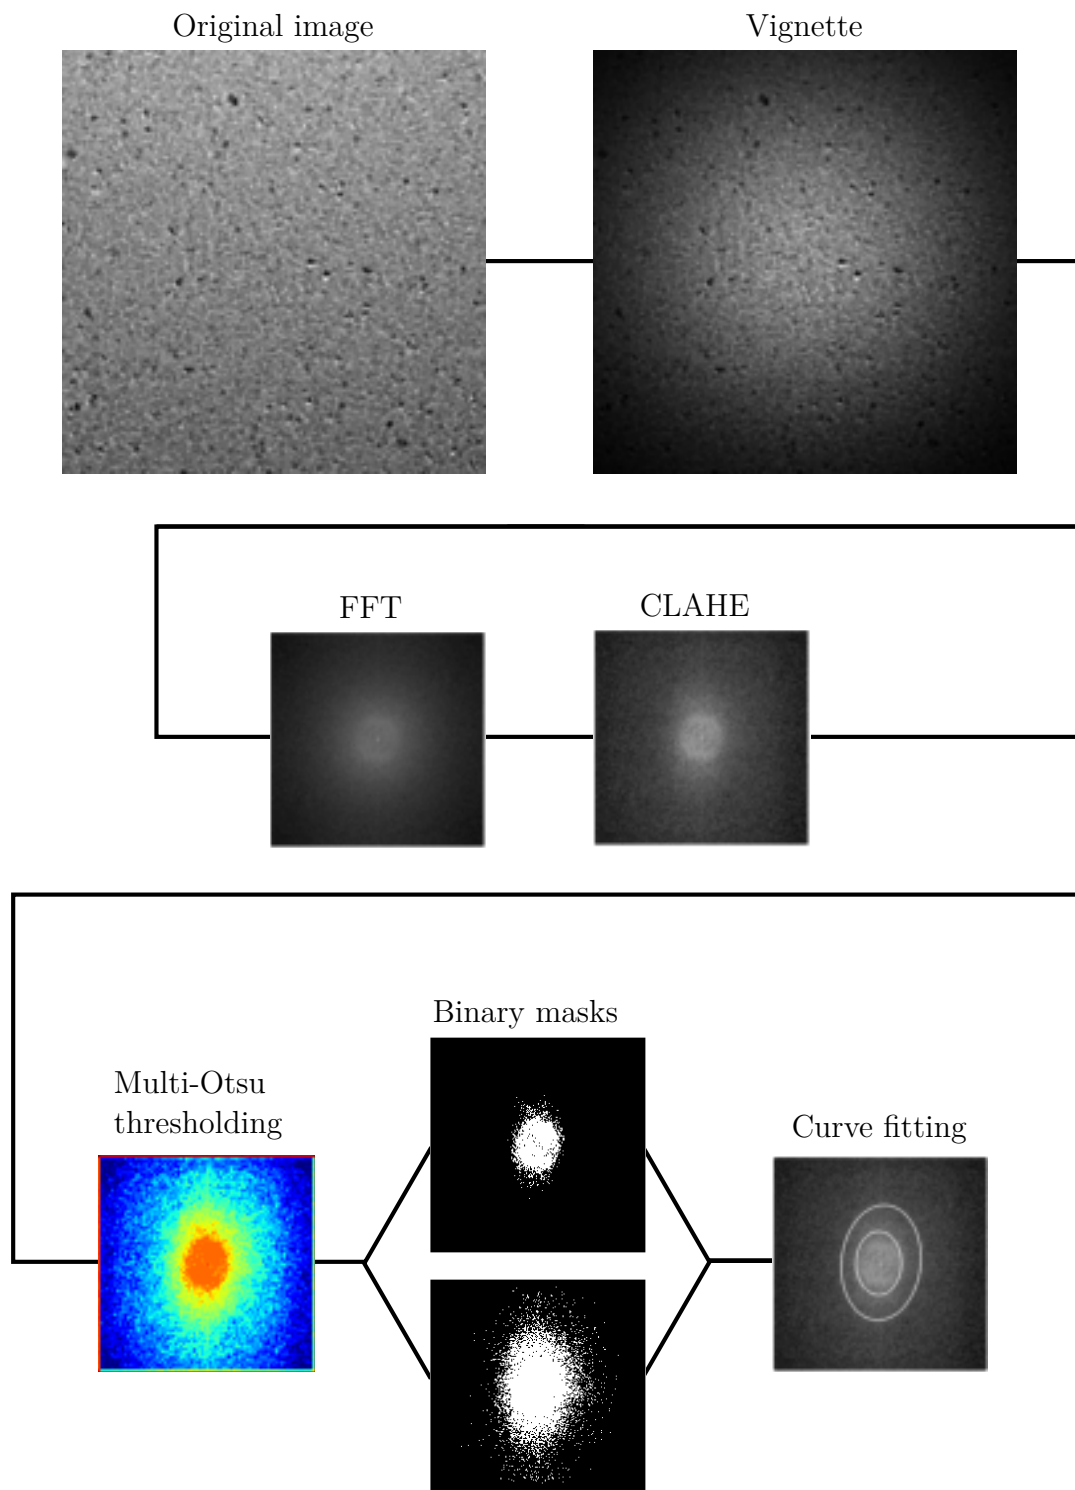 Original image
Vignette
FFT
CLAHE
Binary masks
Multi-Otsu
thresholding
Curve fitting